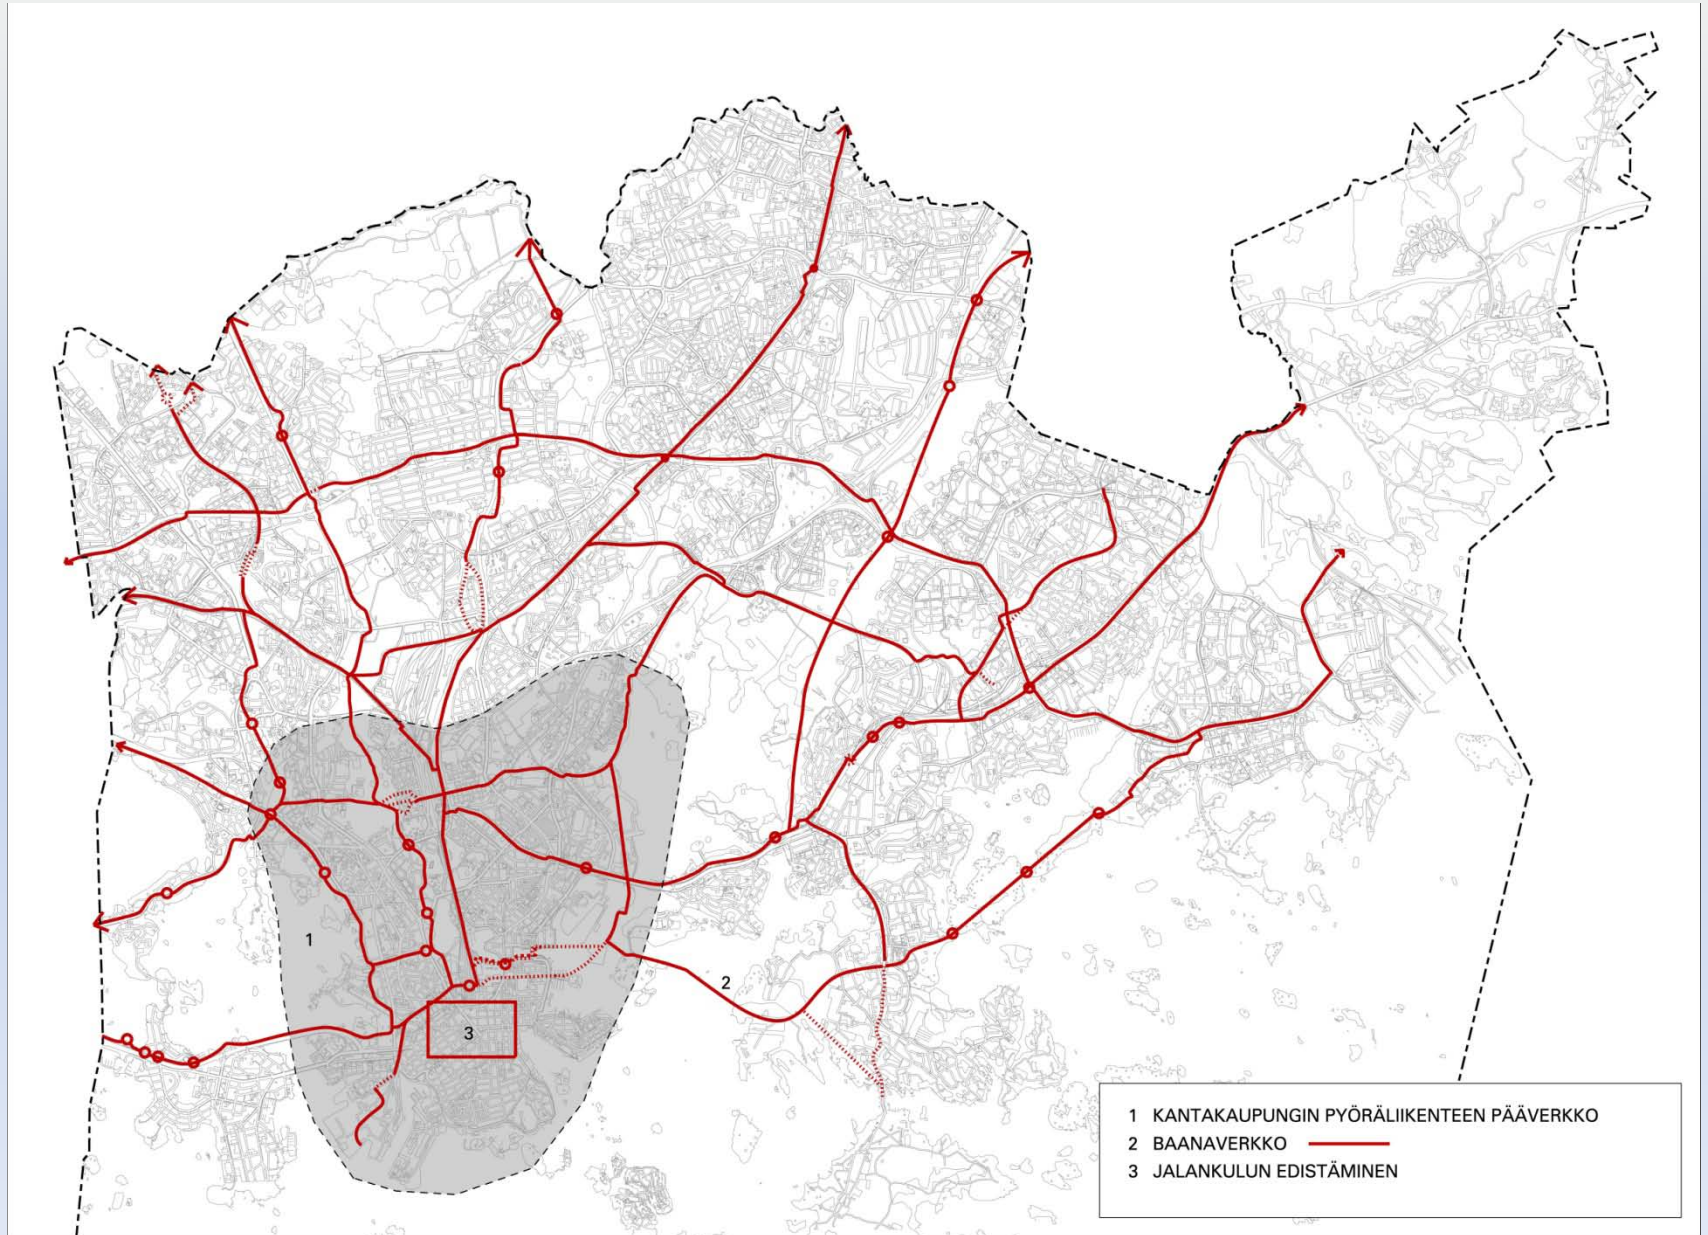 1
2
3
1 KANTAKAUPUNGIN PYÖRÄLIIKENTEEN PÄÄVERKKO
2 BAANAVERKKO
3 JALANKULUN EDISTÄMINEN